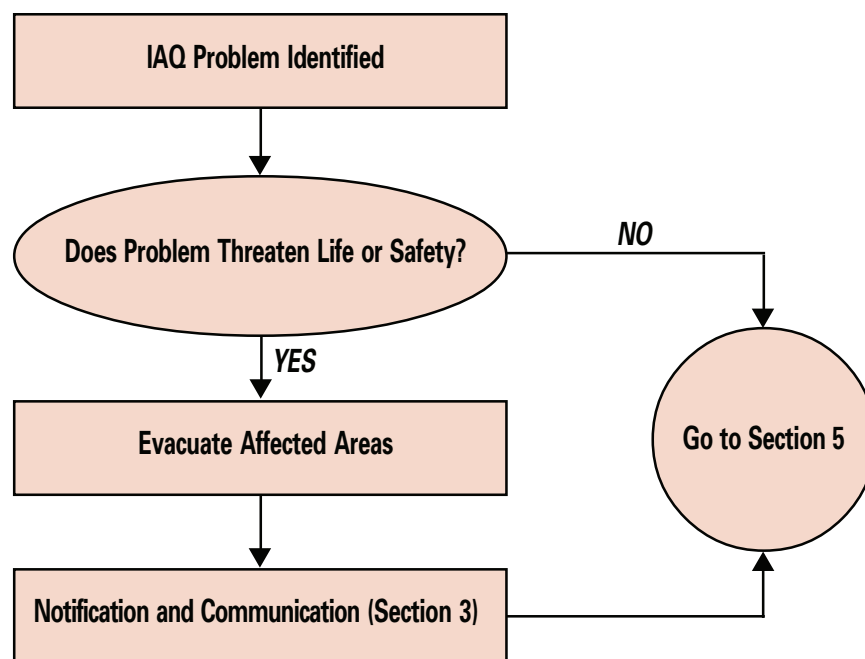 IAQ Problem Identified
Does Problem Threaten Life or Safety?
NO
YES
Evacuate Affected Areas
Go to Section 5
Notification and Communication (Section 3)